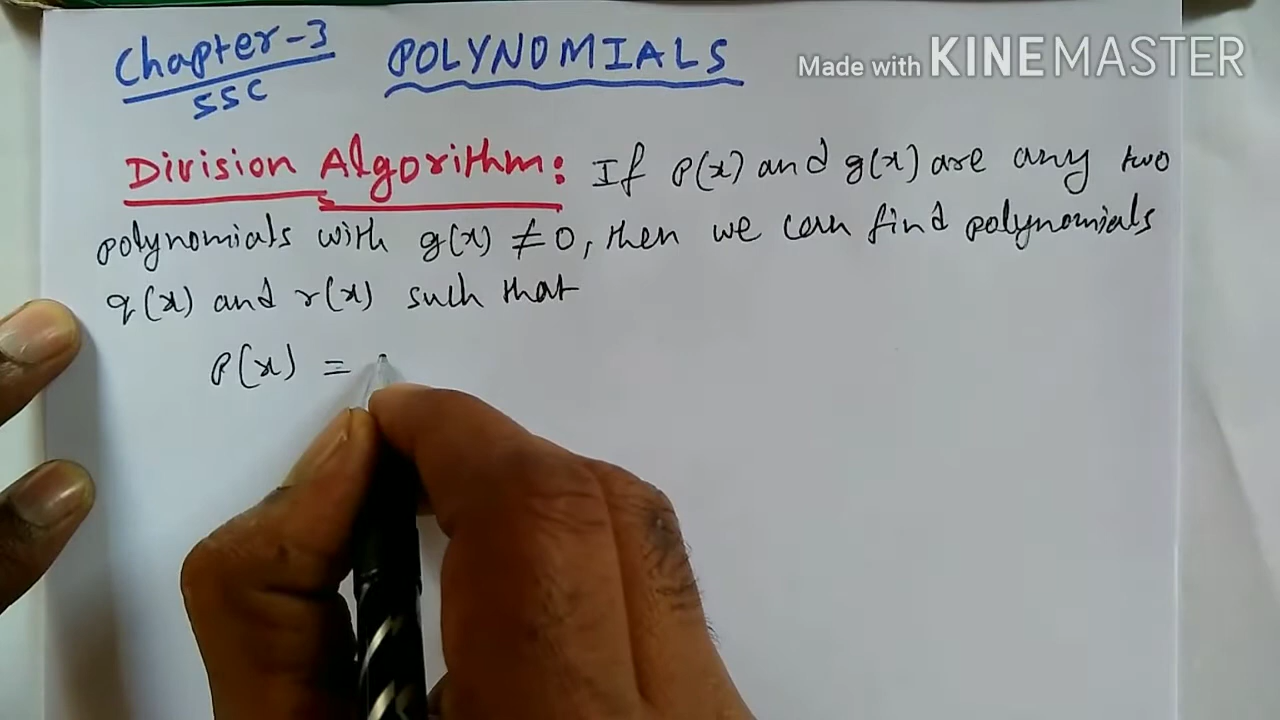 Chapter-3 POLYNOMIALS
SSC
Made with KINEMASTER
Division Algorithm: If P(x) and g(x) are any two
polynomials with g(x) ≠ 0, then we can find polynomials
q(x) and r(x) such that
P(x) =